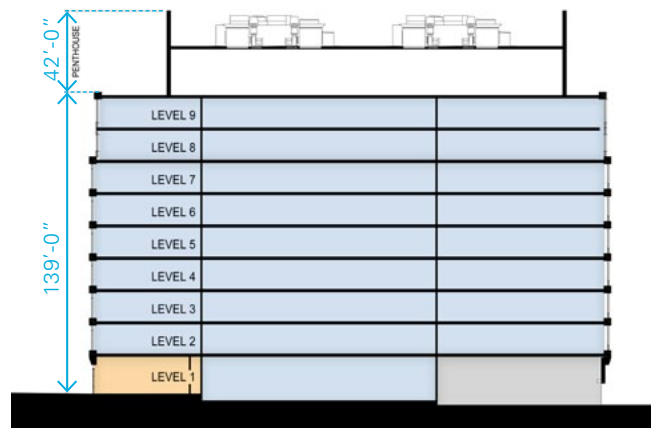 42'-0"
PENTHOUSE
139'-0"
LEVEL 9
LEVEL 8
LEVEL 7
LEVEL 6
LEVEL 5
LEVEL 4
LEVEL 3
LEVEL 2
LEVEL 1